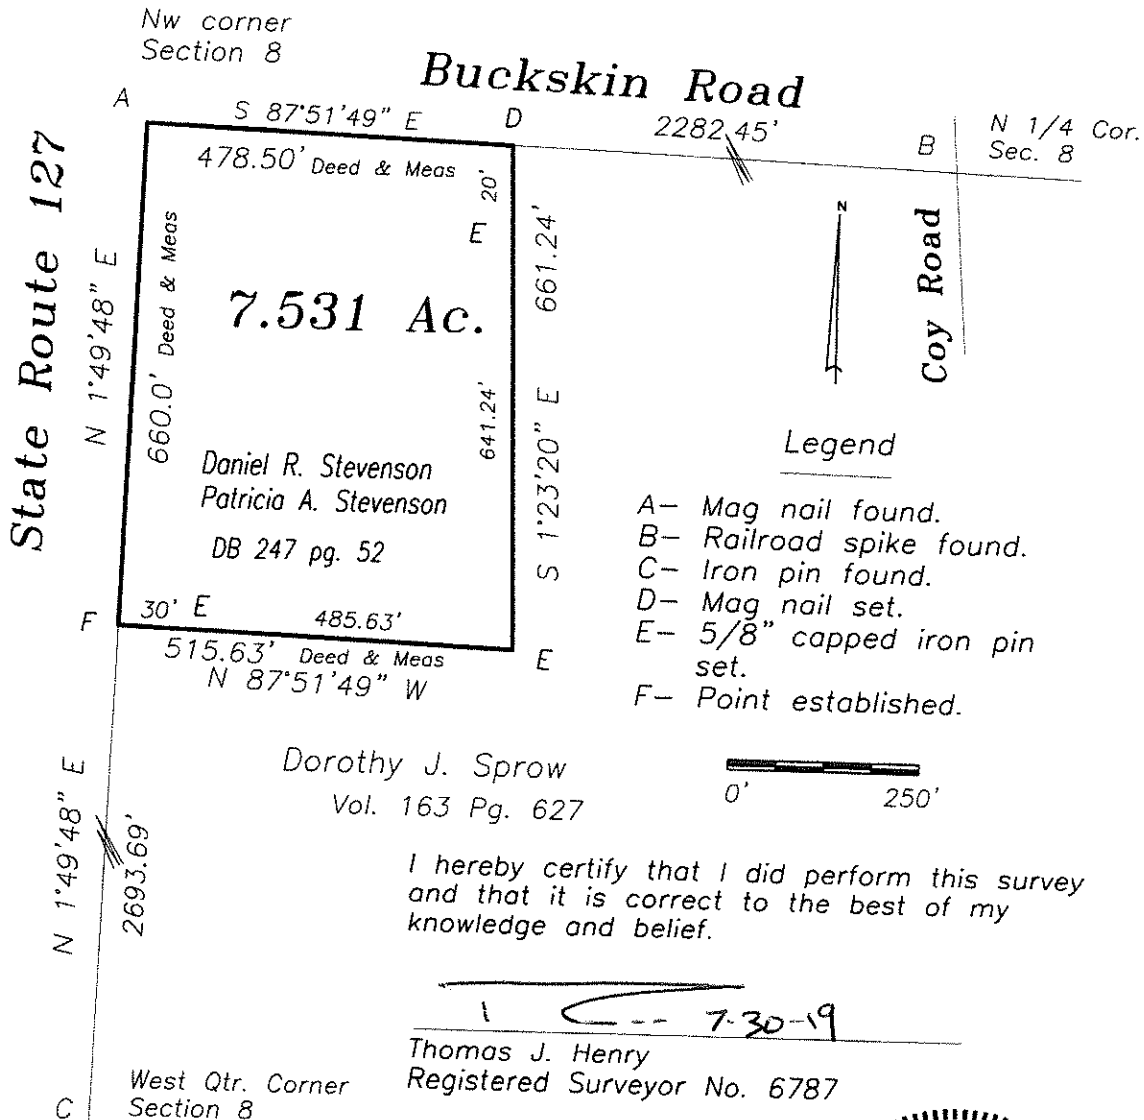 Nw corner
Section 8
Buckskin Road
A
S 87°51'49" E
D
2282.45'
B
N 1/4 Cor.
Sec. 8
478.50' Deed & Meas
20'
E
State Route 127
N 1°49'48" E
660.0' Deed & Meas
7.531 Ac.
661.24'
641.24'
S 1°23'20" E
N
Coy Road
Daniel R. Stevenson
Patricia A. Stevenson
DB 247 pg. 52
F
30' E
485.63'
515.63' Deed & Meas
N 87°51'49" W
E
Legend
A- Mag nail found.
B- Railroad spike found.
C- Iron pin found.
D- Mag nail set.
E- 5/8" capped iron pin
set.
F- Point established.
Dorothy J. Sprow
Vol. 163 Pg. 627
0' 250'
N 1°49'48" E
2693.69'
I hereby certify that I did perform this survey
and that it is correct to the best of my
knowledge and belief.
7-30-19
Thomas J. Henry
Registered Surveyor No. 6787
West Qtr. Corner
Section 8
C